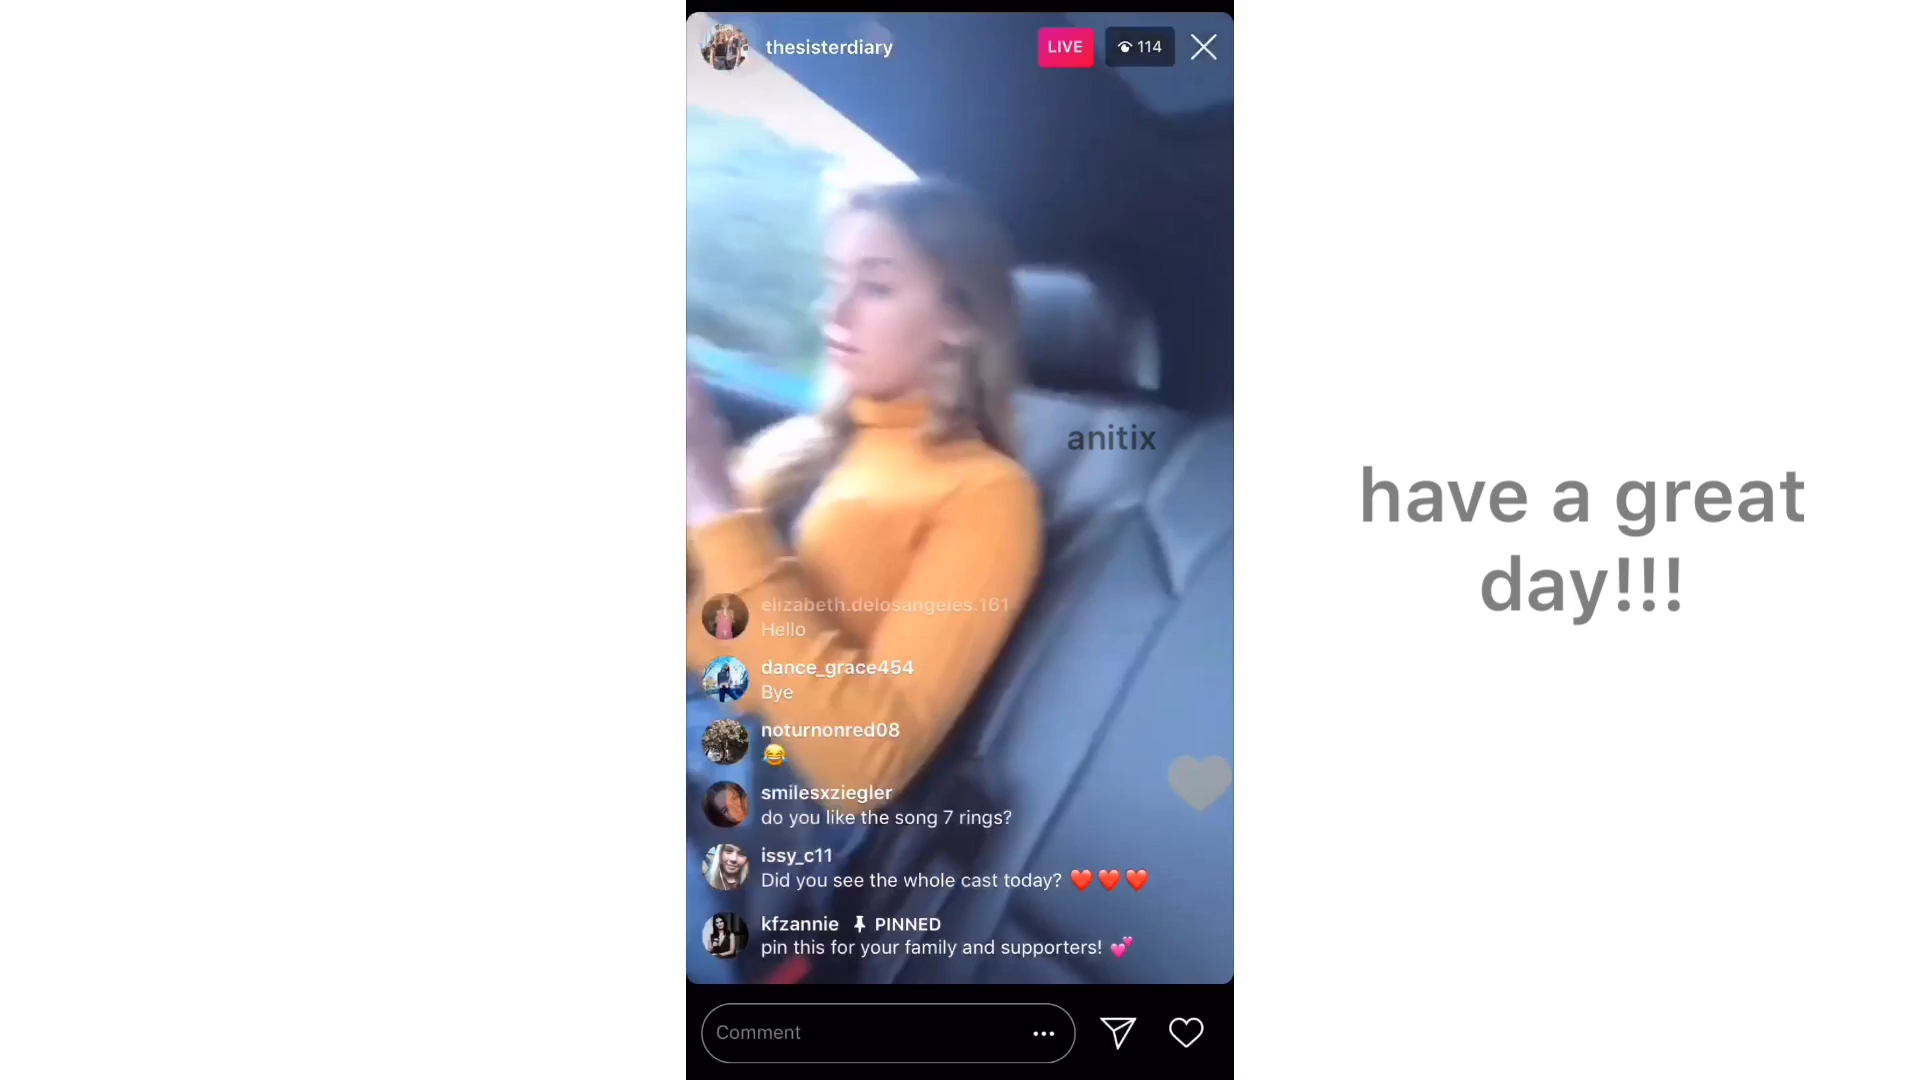 thesisterdiary
LIVE
114
anitix
have a great
day!!!
elizabeth.delosangeles.161
Hello
dance_grace454
Bye
noturnonred08
😂
smilesxziegler
do you like the song 7 rings?
issy_c11
Did you see the whole cast today? ❤️❤️❤️
kfzannie 📌 PINNED
pin this for your family and supporters! 💕
Comment